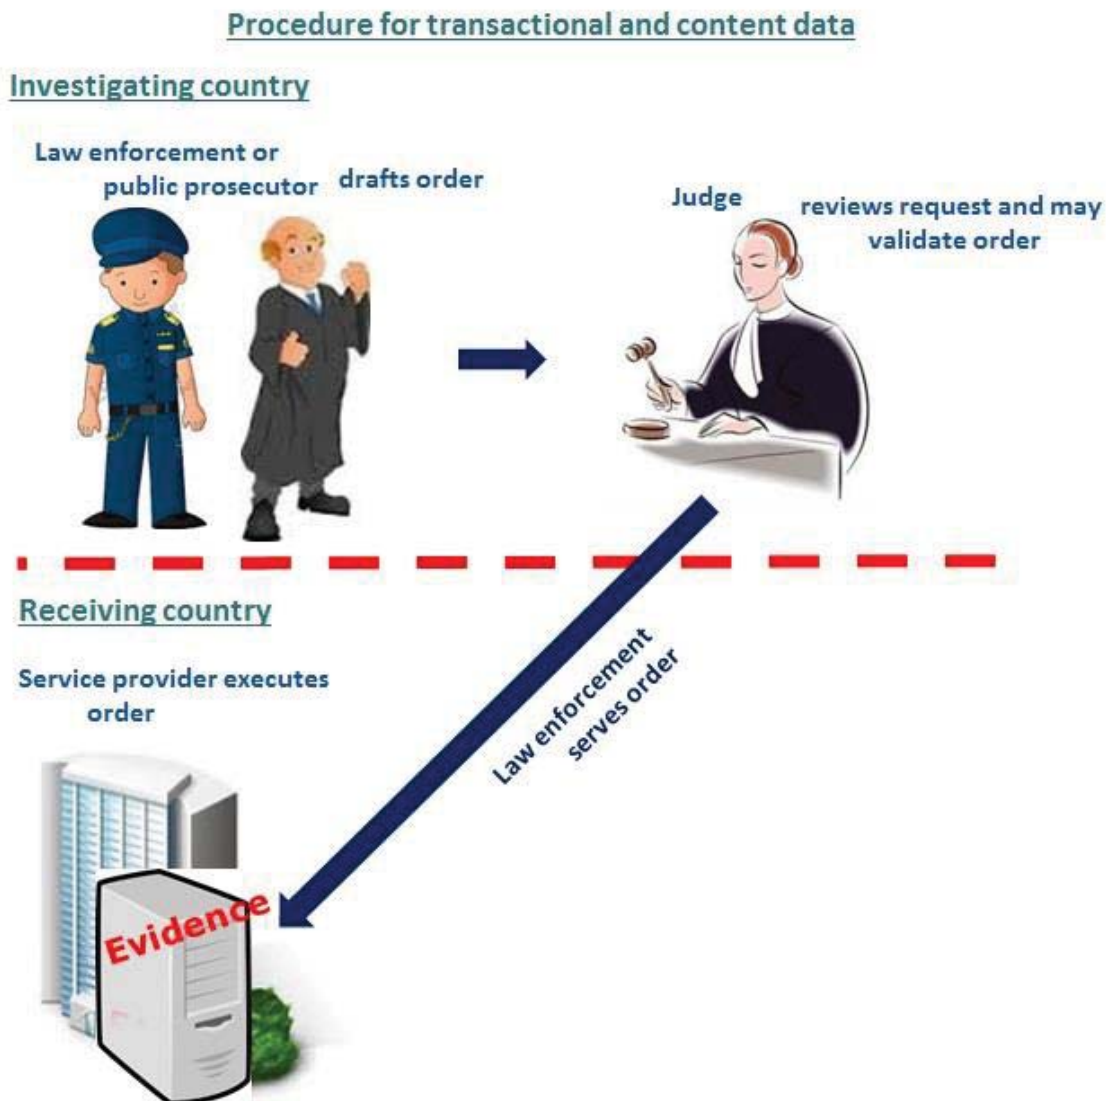 Procedure for transactional and content data
Investigating country
Law enforcement or
public prosecutor
drafts order
Judge
reviews request and may
validate order
Receiving country
Service provider executes
order
Law enforcement
serves order
Evidence